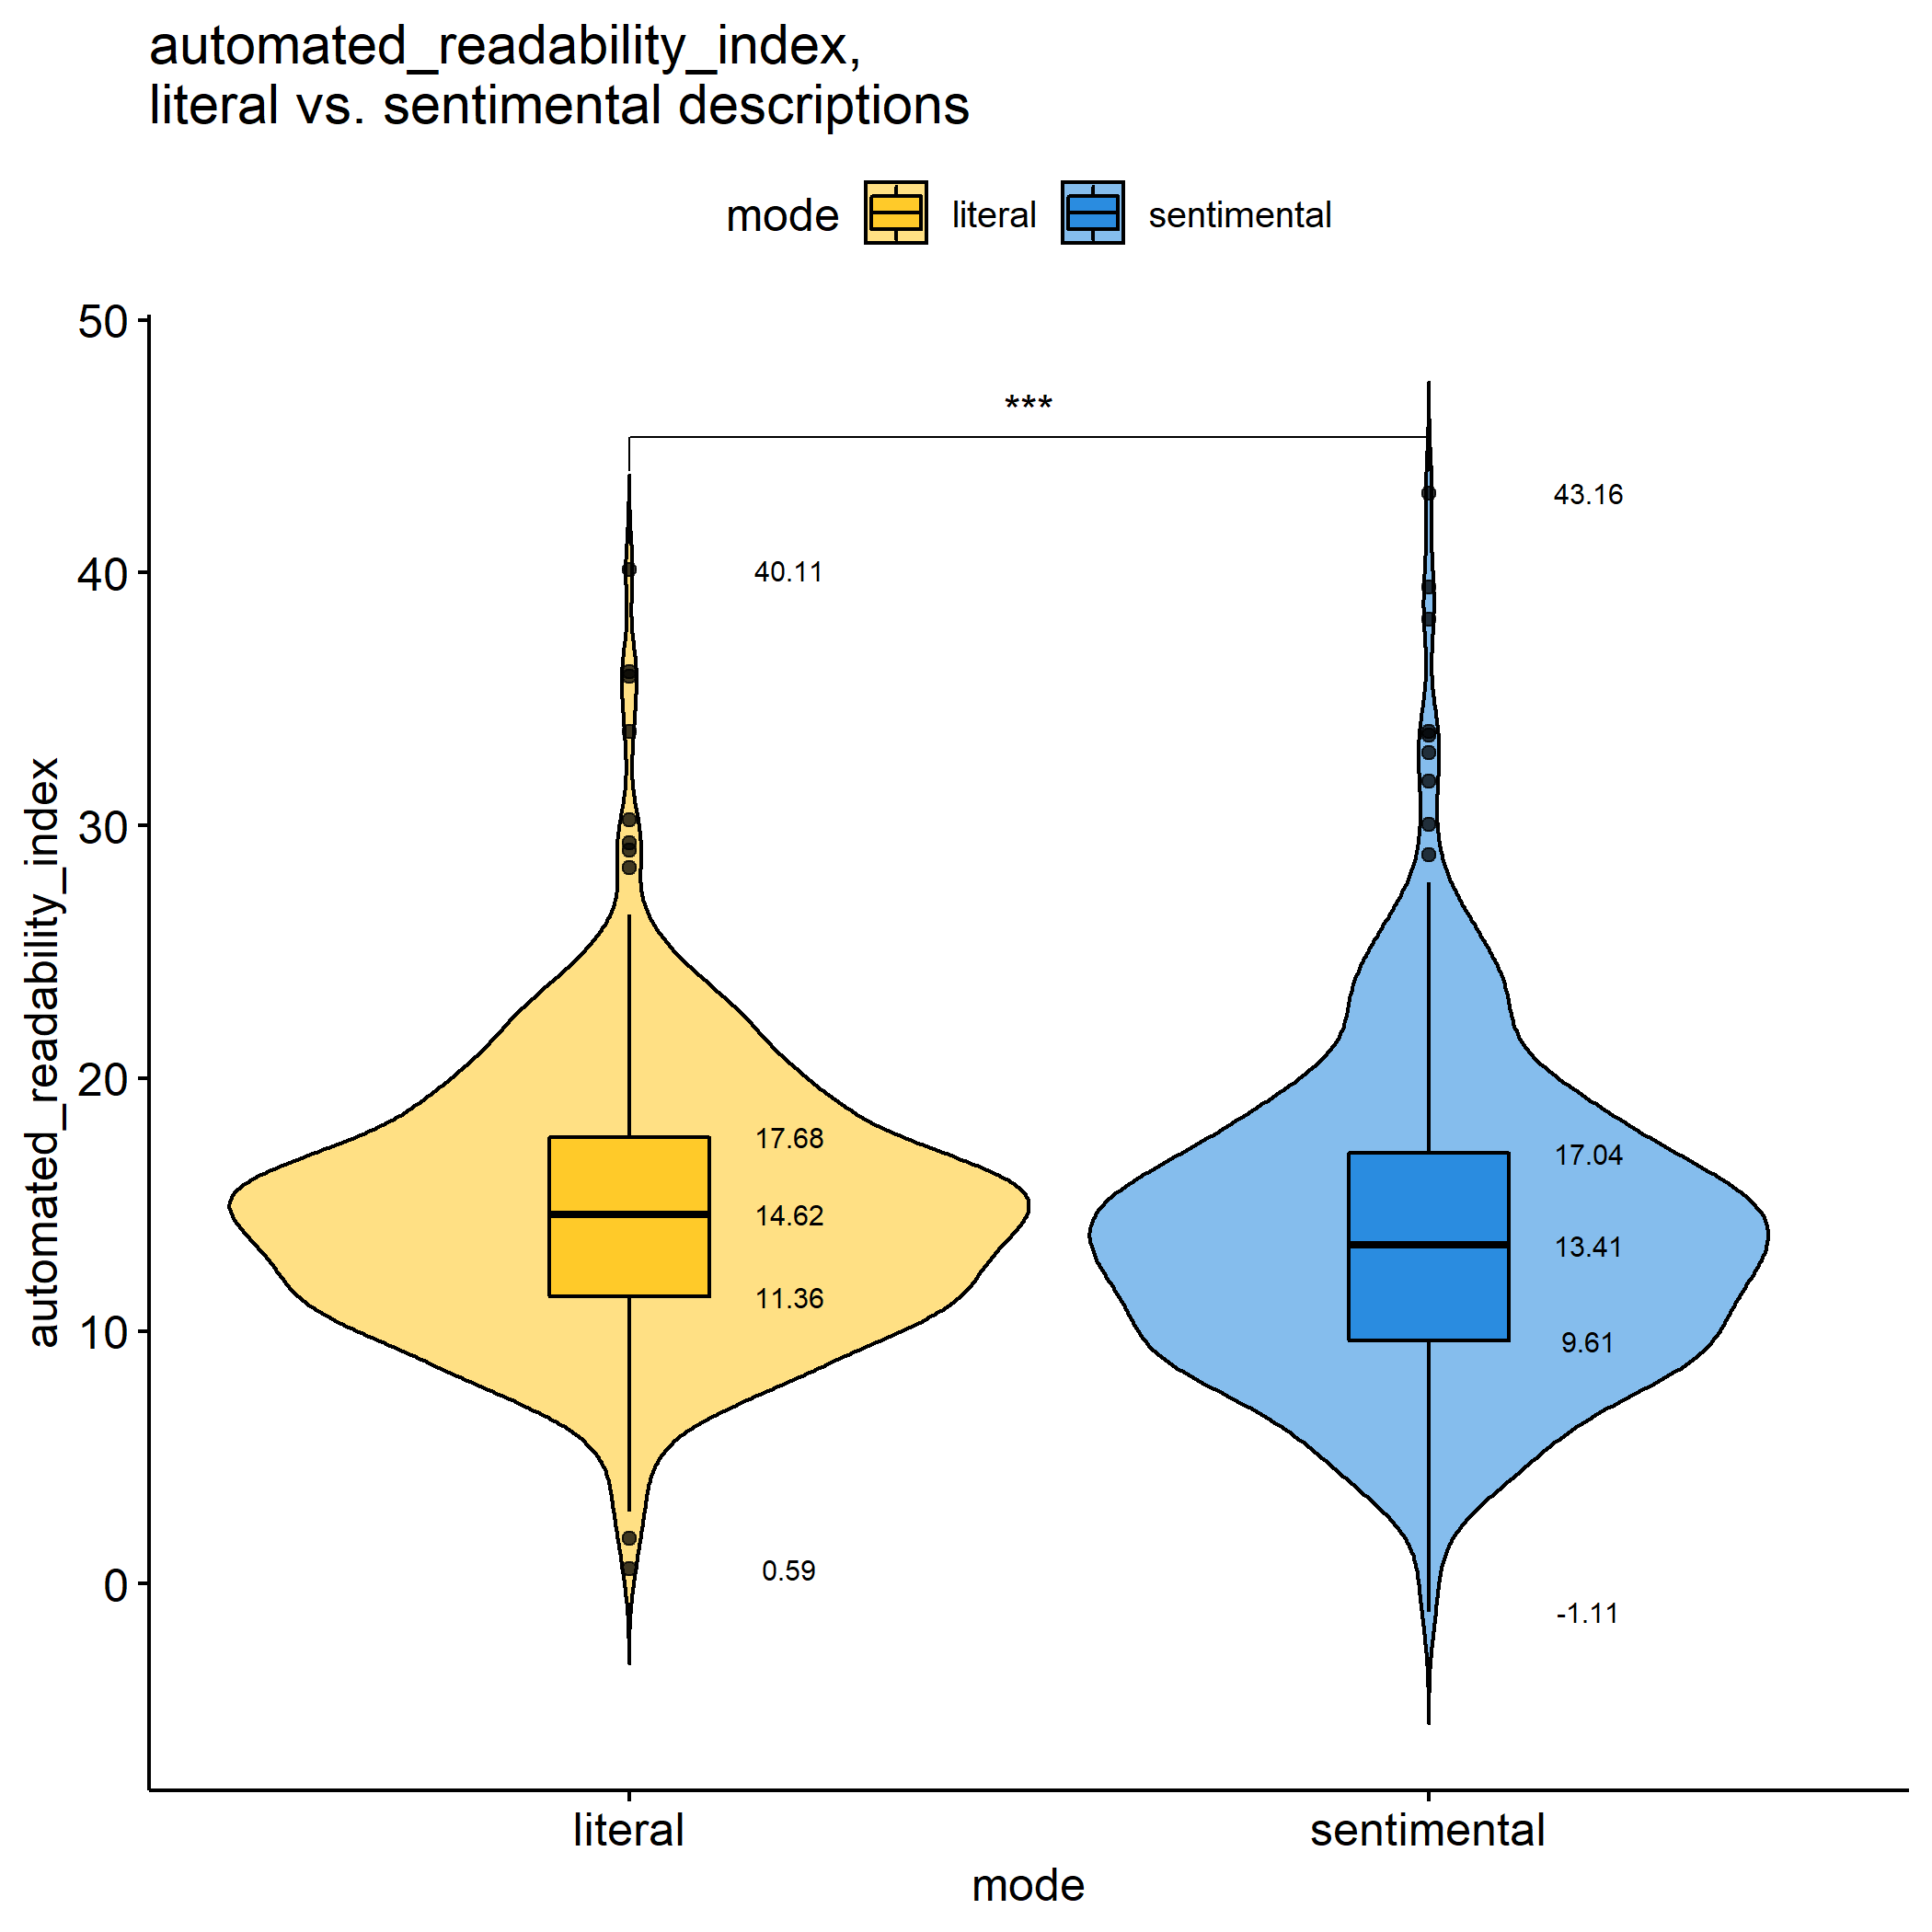 automated_readability_index,
literal vs. sentimental descriptions
mode literal sentimental
50
40
30
20
10
0
automated_readability_index
***
40.11
17.68
14.62
11.36
0.59
43.16
17.04
13.41
9.61
-1.11
literal sentimental
mode